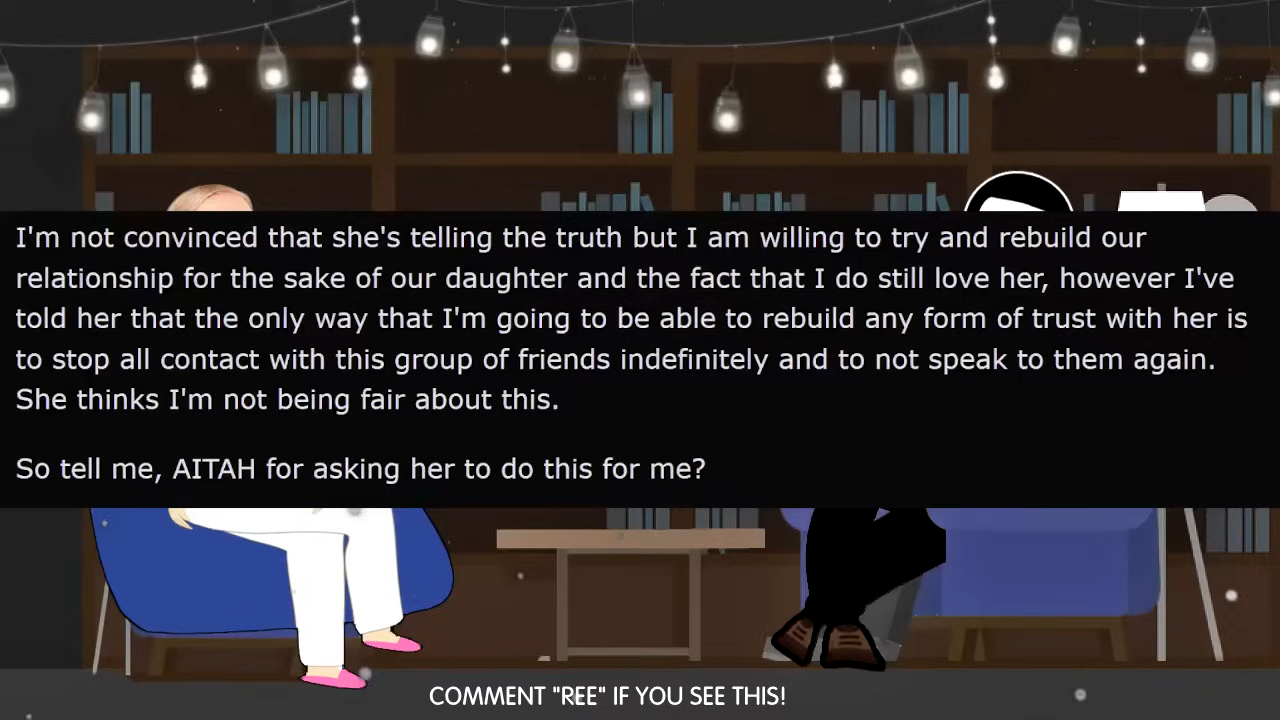 I'm not convinced that she's telling the truth but I am willing to try and rebuild our
relationship for the sake of our daughter and the fact that I do still love her, however I've
told her that the only way that I'm going to be able to rebuild any form of trust with her is
to stop all contact with this group of friends indefinitely and to not speak to them again.
She thinks I'm not being fair about this.
So tell me, AITAH for asking her to do this for me?
COMMENT "REE" IF YOU SEE THIS!